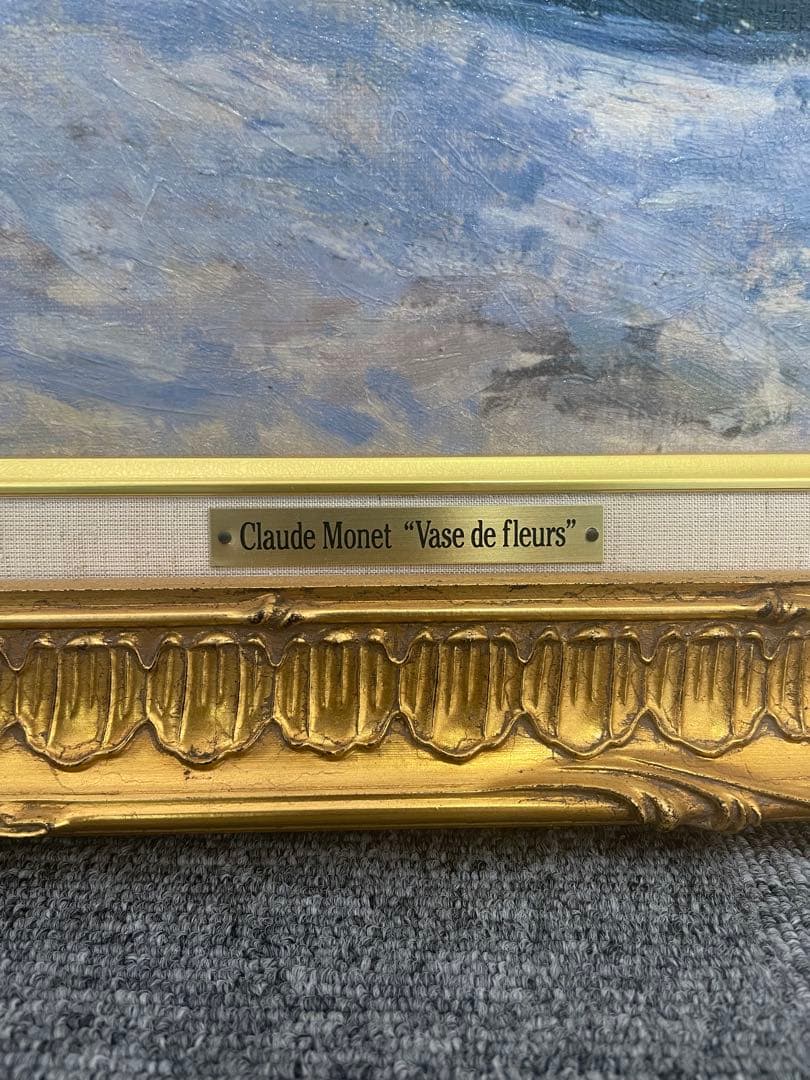 Claude Monet “Vase de fleurs”